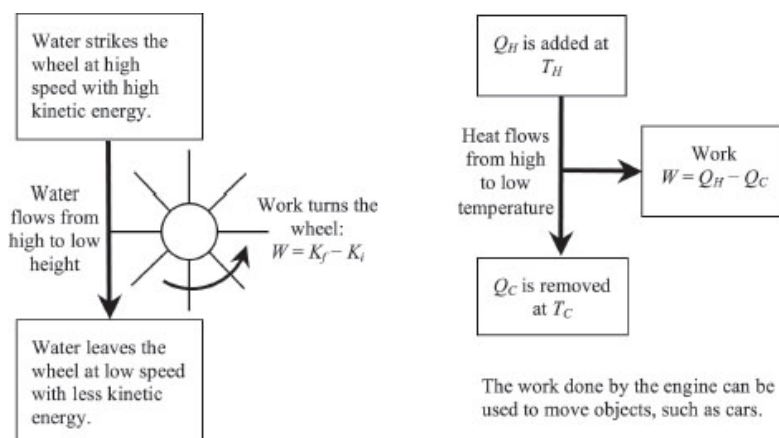 Water strikes the
wheel at high
speed with high
kinetic energy.
Water
flows from
high to low
height
Work turns the
wheel:
W = K_f − K_i
Water leaves the
wheel at low speed
with less kinetic
energy.
Q_H is added at
T_H
Heat flows
from high
to low
temperature
Work
W = Q_H − Q_C
Q_C is removed
at T_C
The work done by the engine can be
used to move objects, such as cars.